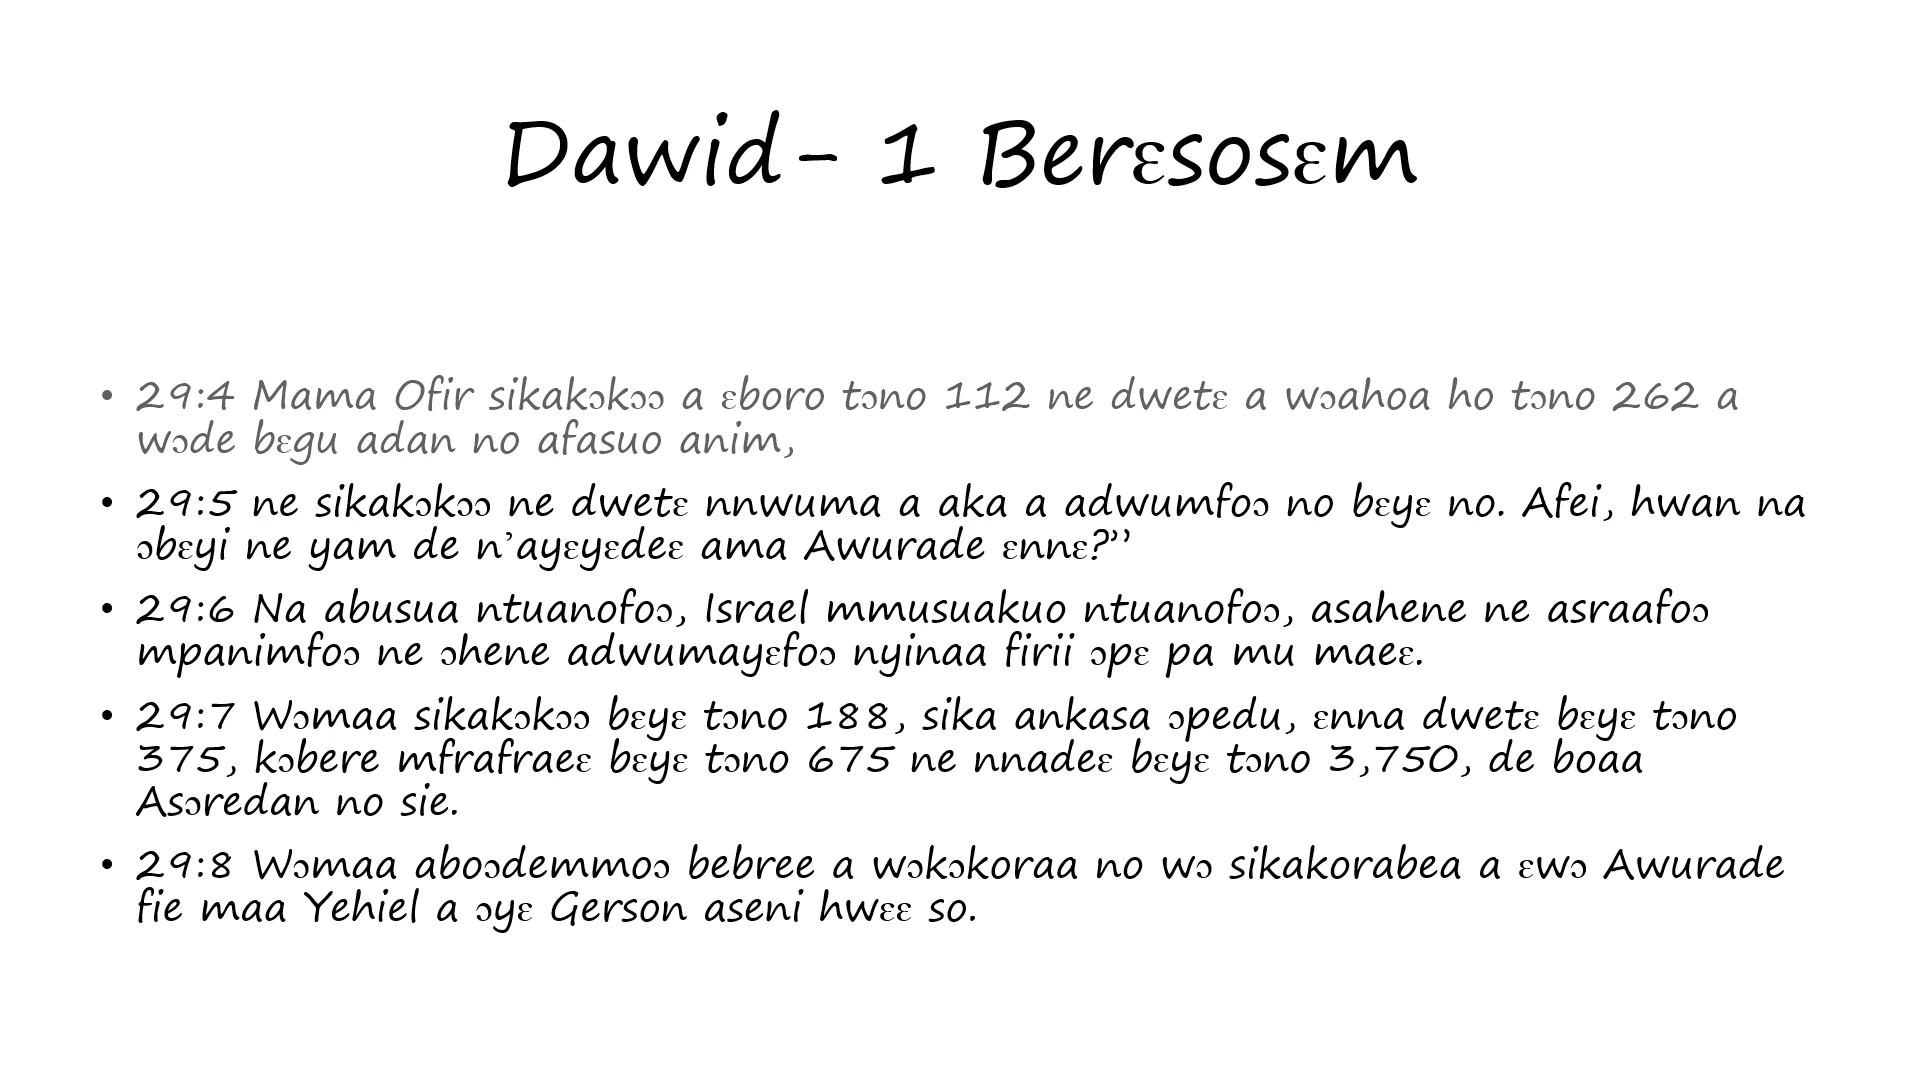 Dawid- 1 Berɛsosɛm
• 29:4 Mama Ofir sikakɔkɔɔ a ɛboro tɔno 112 ne dwetɛ a wɔahoa ho tɔno 262 a
wɔde bɛgu adan no afasuo anim,
• 29:5 ne sikakɔkɔɔ ne dwetɛ nnwuma a aka a adwumfoɔ no bɛyɛ no. Afei, hwan na
ɔbɛyi ne yam de n’ayɛyɛdeɛ ama Awurade ɛnnɛ?’’
• 29:6 Na abusua ntuanofoɔ, Israel mmusuakuo ntuanofoɔ, asahene ne asraafoɔ
mpanimfoɔ ne ɔhene adwumayɛfoɔ nyinaa firii ɔpɛ pa mu maeɛ.
• 29:7 Wɔmaa sikakɔkɔɔ bɛyɛ tɔno 188, sika ankasa ɔpedu, ɛnna dwetɛ bɛyɛ tɔno
375, kɔbere mfrafraeɛ bɛyɛ tɔno 675 ne nnadeɛ bɛyɛ tɔno 3,750, de boaa
Asɔredan no sie.
• 29:8 Wɔmaa aboɔdemmoɔ bebree a wɔkɔkoraa no wɔ sikakorabea a ɛwɔ Awurade
fie maa Yehiel a ɔyɛ Gerson aseni hwɛɛ so.